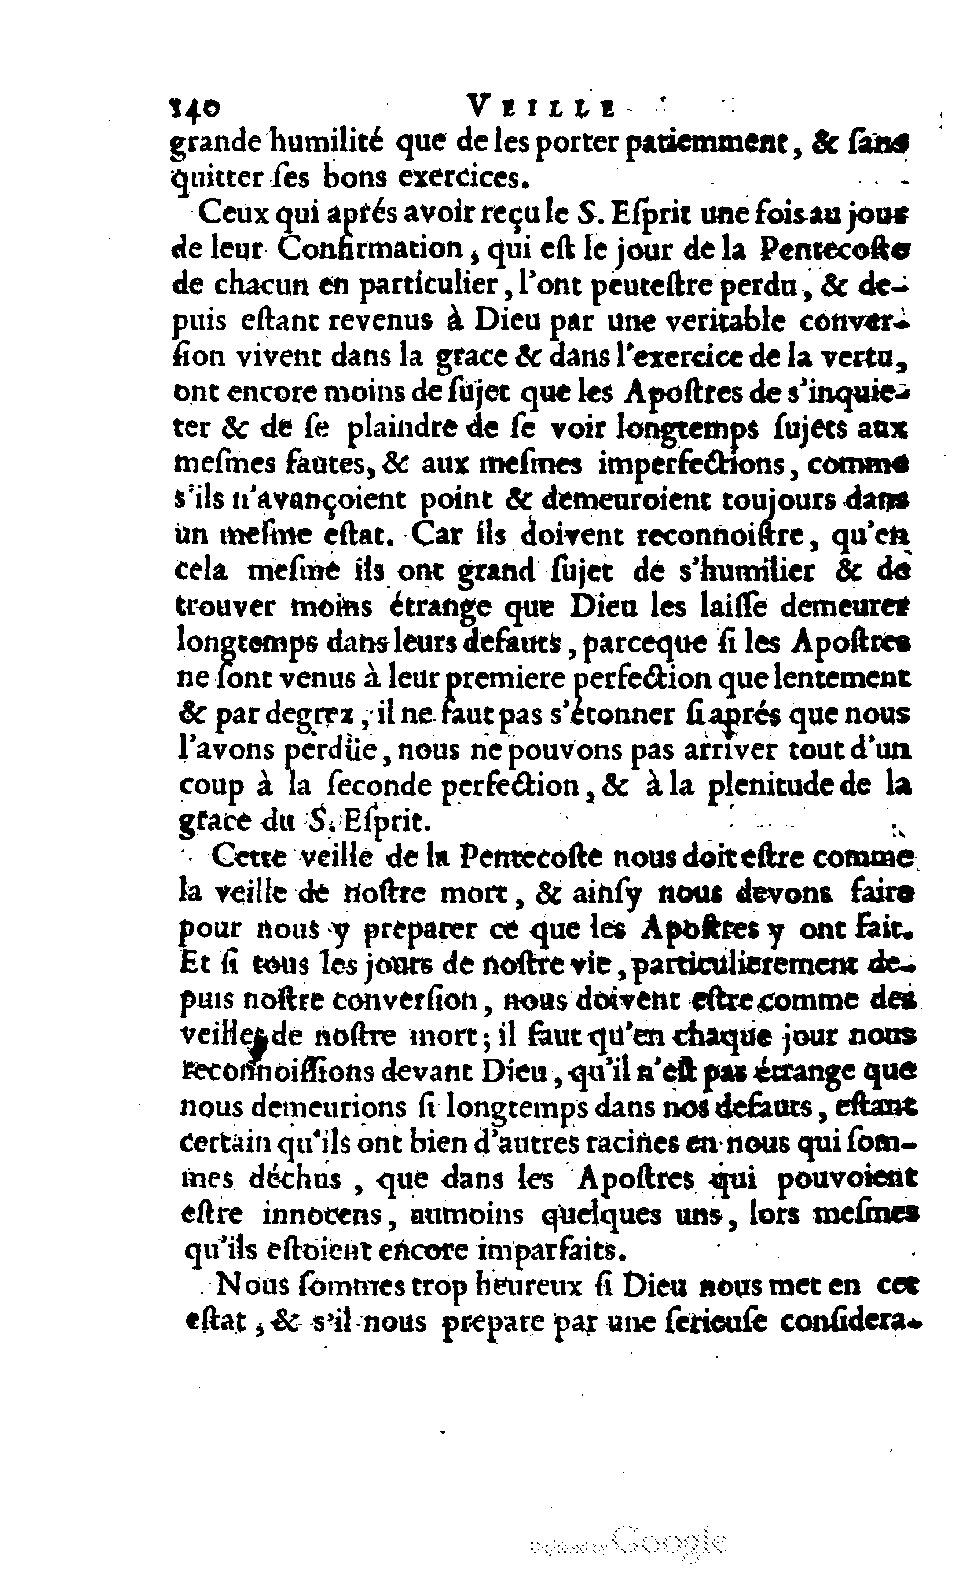 140 VEILLE
grande humilité que de les porter patiemment, & ſans
quitter ſes bons exercices.
Ceux qui aprés avoir reçu le S. Eſprit une fois au jour
de leur Confirmation, qui eſt le jour de la Pentecoſte
de chacun en particulier, l'ont peuteſtre perdu, & de-
puis eſtant revenus à Dieu par une veritable conver-
ſion vivent dans la grace & dans l'exercice de la vertu,
ont encore moins de ſujet que les Apoſtres de s'inquie-
ter & de ſe plaindre de ſe voir longtemps ſujets aux
meſmes fautes, & aux meſmes imperfections, comme
s'ils n'avançoient point & demeuroient toujours dans
un meſme eſtat. Car ils doivent reconnoiſtre, qu'en
cela meſme ils ont grand ſujet de s'humilier & de
trouver moins étrange que Dieu les laiſſe demeurer
longtemps dans leurs defauts, parceque ſi les Apoſtres
ne ſont venus à leur premiere perfection que lentement
& par degrez, il ne faut pas s'étonner ſi aprés que nous
l'avons perdüe, nous ne pouvons pas arriver tout d'un
coup à la ſeconde perfection, & à la plenitude de la
grace du S. Eſprit.
Cette veille de la Pentecoſte nous doit eſtre comme
la veille de noſtre mort, & ainſy nous devons faire
pour nous y preparer ce que les Apoſtres y ont fait.
Et ſi tous les jours de noſtre vie, particulierement de-
puis noſtre converſion, nous doivent eſtre comme des
veilles de noſtre mort; il faut qu'en chaque jour nous
reconnoiſſions devant Dieu, qu'il n'eſt pas étrange que
nous demeurions ſi longtemps dans nos defauts, eſtant
certain qu'ils ont bien d'autres racines en nous qui ſom-
mes déchus, que dans les Apoſtres qui pouvoient
eſtre innocens, aumoins quelques uns, lors meſmes
qu'ils eſtoient encore imparfaits.
Nous ſommes trop heureux ſi Dieu nous met en cet
eſtat, & s'il nous prepare par une ſerieuſe conſidera-
Digitized by Google